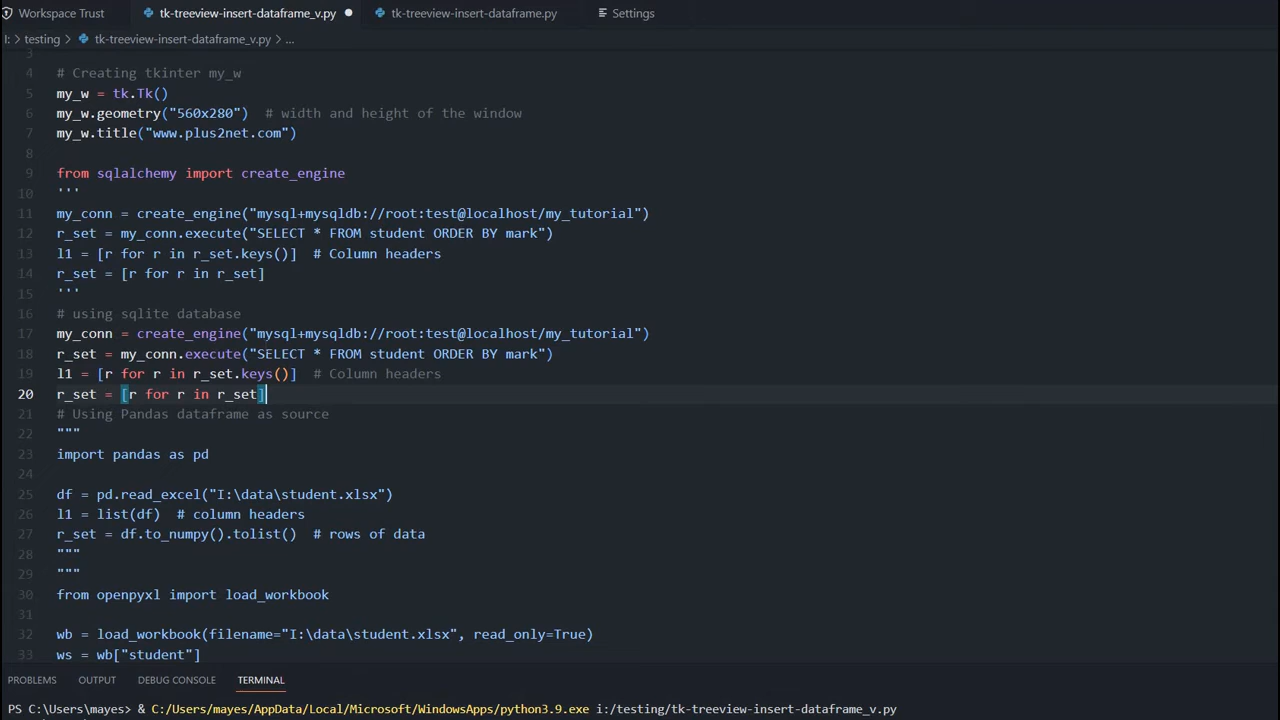 Workspace Trust
tk-treeview-insert-dataframe_v.py
tk-treeview-insert-dataframe.py
Settings
I: > testing > tk-treeview-insert-dataframe_v.py > ...
3
4 # Creating tkinter my_w
5 my_w = tk.Tk()
6 my_w.geometry("560x280")  # width and height of the window
7 my_w.title("www.plus2net.com")
8
9 from sqlalchemy import create_engine
10 '''
11 my_conn = create_engine("mysql+mysqldb://root:test@localhost/my_tutorial")
12 r_set = my_conn.execute("SELECT * FROM student ORDER BY mark")
13 l1 = [r for r in r_set.keys()]  # Column headers
14 r_set = [r for r in r_set]
15 '''
16 # using sqlite database
17 my_conn = create_engine("mysql+mysqldb://root:test@localhost/my_tutorial")
18 r_set = my_conn.execute("SELECT * FROM student ORDER BY mark")
19 l1 = [r for r in r_set.keys()]  # Column headers
20 r_set = [r for r in r_set]
21 # Using Pandas dataframe as source
22 """
23 import pandas as pd
24
25 df = pd.read_excel("I:\data\student.xlsx")
26 l1 = list(df)  # column headers
27 r_set = df.to_numpy().tolist()  # rows of data
28 """
29 """
30 from openpyxl import load_workbook
31
32 wb = load_workbook(filename="I:\data\student.xlsx", read_only=True)
33 ws = wb["student"]
PROBLEMS OUTPUT DEBUG CONSOLE TERMINAL
PS C:\Users\mayes> & C:/Users/mayes/AppData/Local/Microsoft/WindowsApps/python3.9.exe i:/testing/tk-treeview-insert-dataframe_v.py